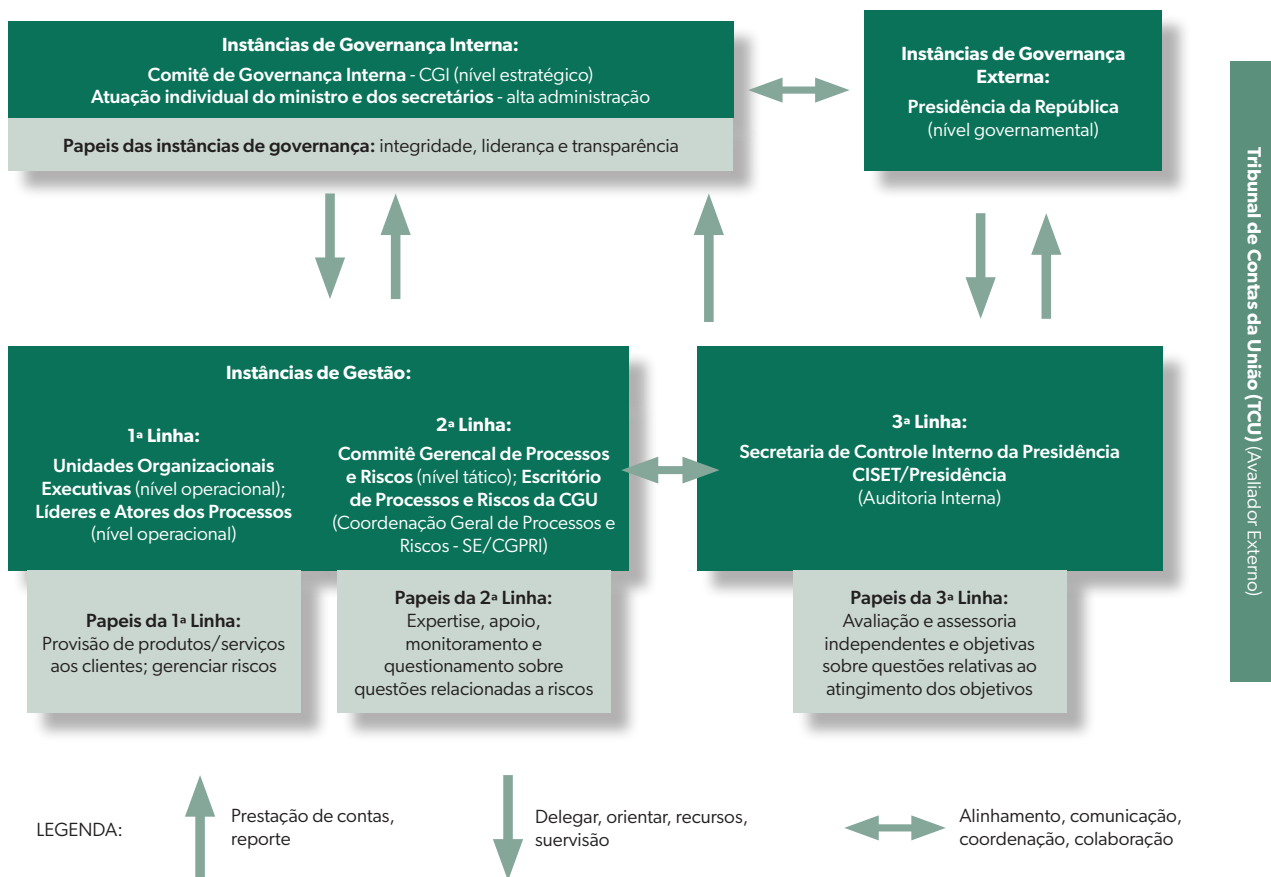 Instâncias de Governança Interna:
Comitê de Governança Interna - CGI (nível estratégico)
Atuação individual do ministro e dos secretários - alta administração
Papeis das instâncias de governança: integridade, liderança e transparência
Instâncias de Governança
Externa:
Presidência da República
(nível governamental)
Tribunal de Contas da União (TCU) (Avaliador Externo)
Instâncias de Gestão:
1ª Linha:
Unidades Organizacionais
Executivas (nível operacional);
Líderes e Atores dos Processos
(nível operacional)
2ª Linha:
Commitê Gerencal de Processos
e Riscos (nível tático); Escritório
de Processos e Riscos da CGU
(Coordenação Geral de Processos e
Riscos - SE/CGPRI)
3ª Linha:
Secretaria de Controle Interno da Presidência
CISET/Presidência
(Auditoria Interna)
Papeis da 1ª Linha:
Provisão de produtos/serviços
aos clientes; gerenciar riscos
Papeis da 2ª Linha:
Expertise, apoio,
monitoramento e
questionamento sobre
questões relacionadas a riscos
Papeis da 3ª Linha:
Avaliação e assessoria
independentes e objetivas
sobre questões relativas ao
atingimento dos objetivos
LEGENDA:
Prestação de contas,
reporte
Delegar, orientar, recursos,
suervisão
Alinhamento, comunicação,
coordenação, colaboração